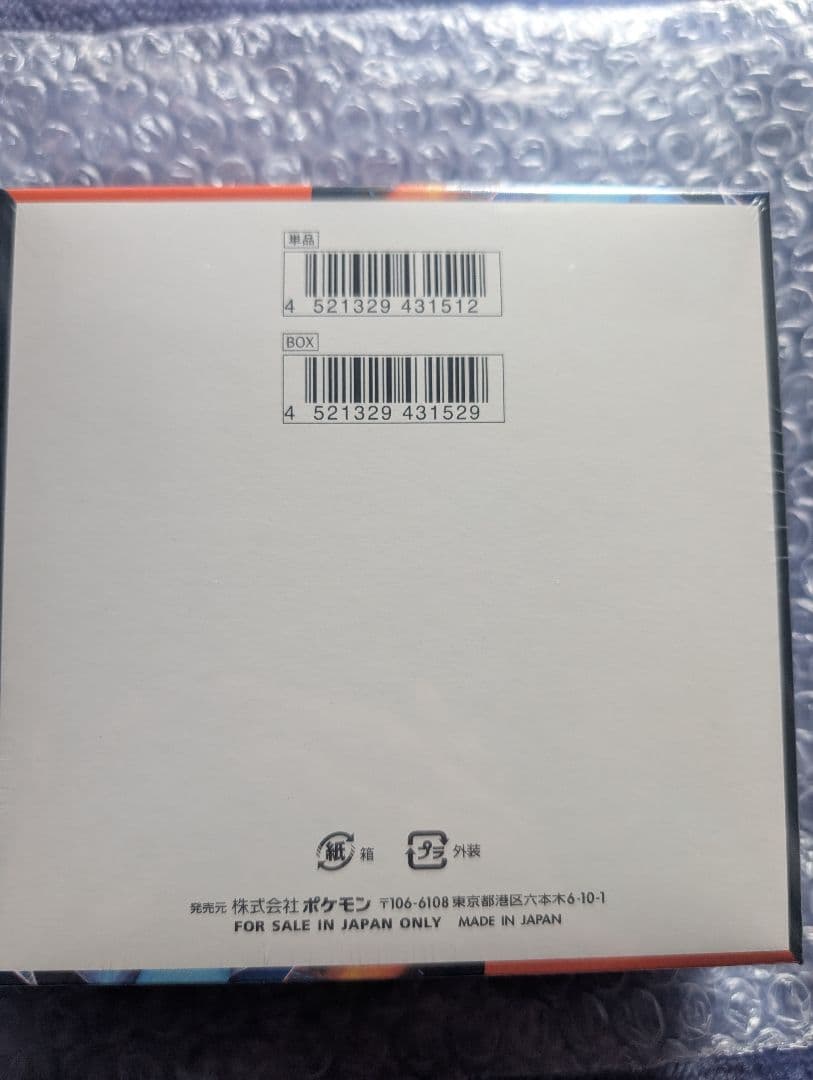 単品
4 521329 431512
BOX
4 521329 431529
紙 箱 プラ 外装
発売元 株式会社 ポケモン 〒106-6108 東京都港区六本木6-10-1
FOR SALE IN JAPAN ONLY MADE IN JAPAN